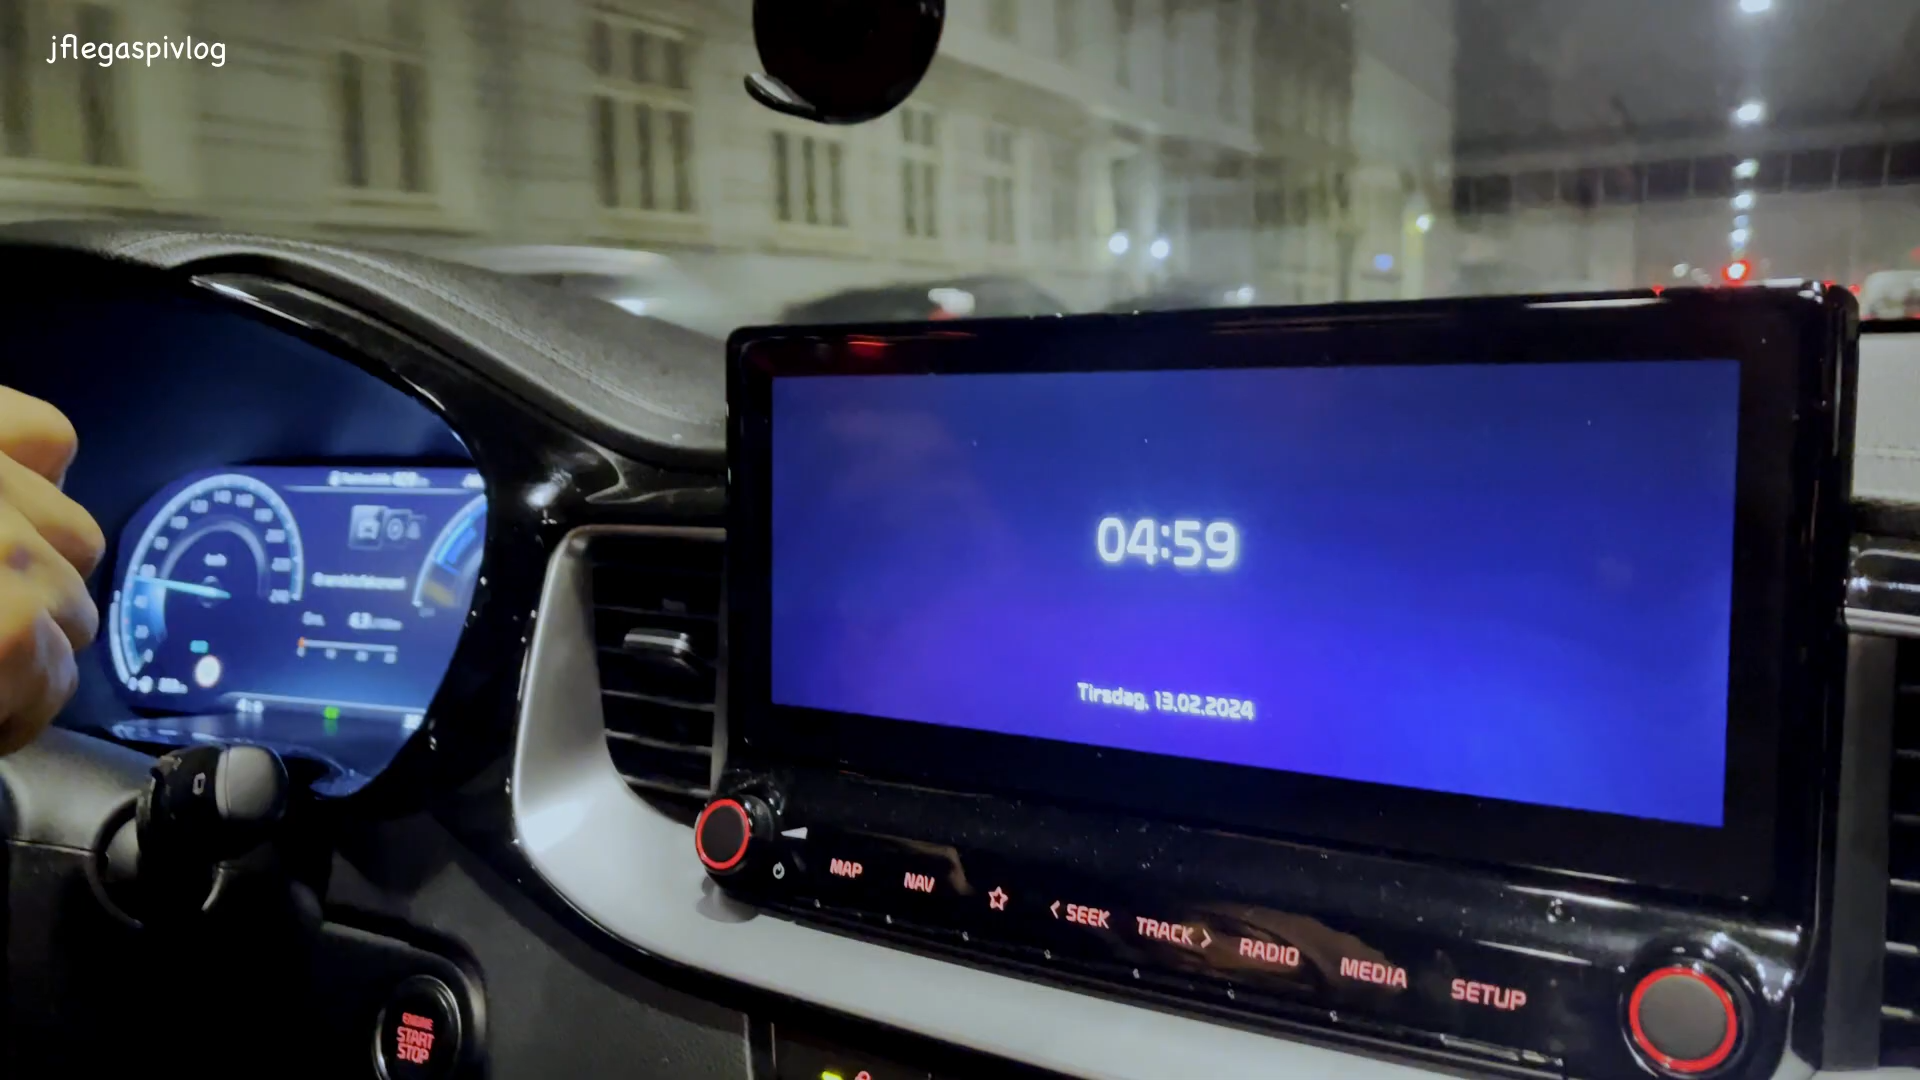 jflegaspivlog
04:59
Tirsdag, 13.02.2024
MAP
NAV
< SEEK
TRACK >
RADIO
MEDIA
SETUP
ENGINE
START
STOP